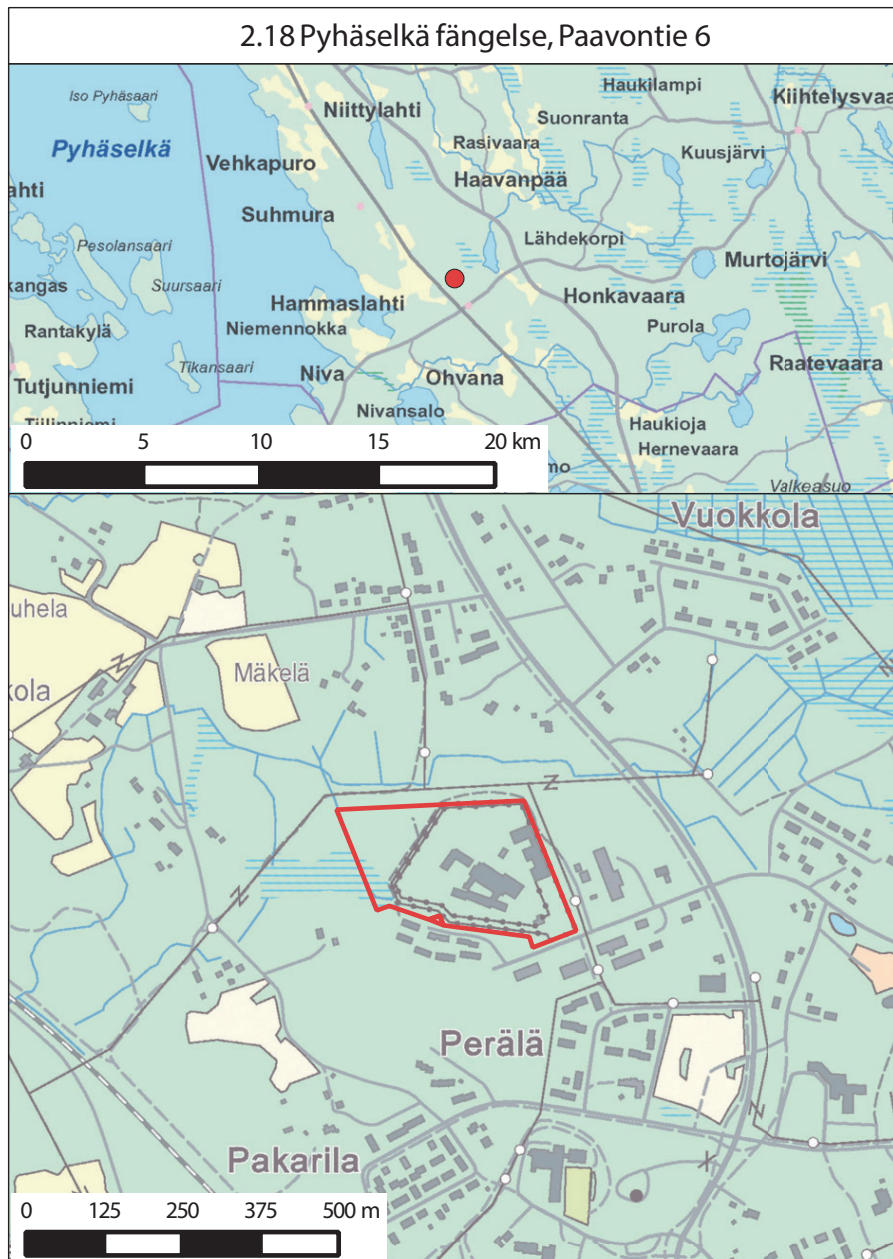 2.18 Pyhäselkä fängelse, Paavontie 6
Iso Pyhäsaari
Haukilampi
Kiihtelysvaa
Niittylahti
Suonranta
Pyhäselkä
Rasivaara
Kuusjärvi
Vehkapuro
Haavanpää
ahti
Suhmura
Pesolansaari
Lähdekorpi
Murtojärvi
kangas
Suursaari
Hammaslahti
Honkavaara
Rantakylä
Niemennokka
Purola
Tikansaari
Raatevaara
Tutjunniemi
Niva
Ohvana
Nivansalo
Haukioja
Tiilinniemi
Hernevaara
0 5 10 15 20 km
mo
Valkeasuo
Vuokkola
uhela
Mäkelä
kola
Perälä
Pakarila
0 125 250 375 500 m